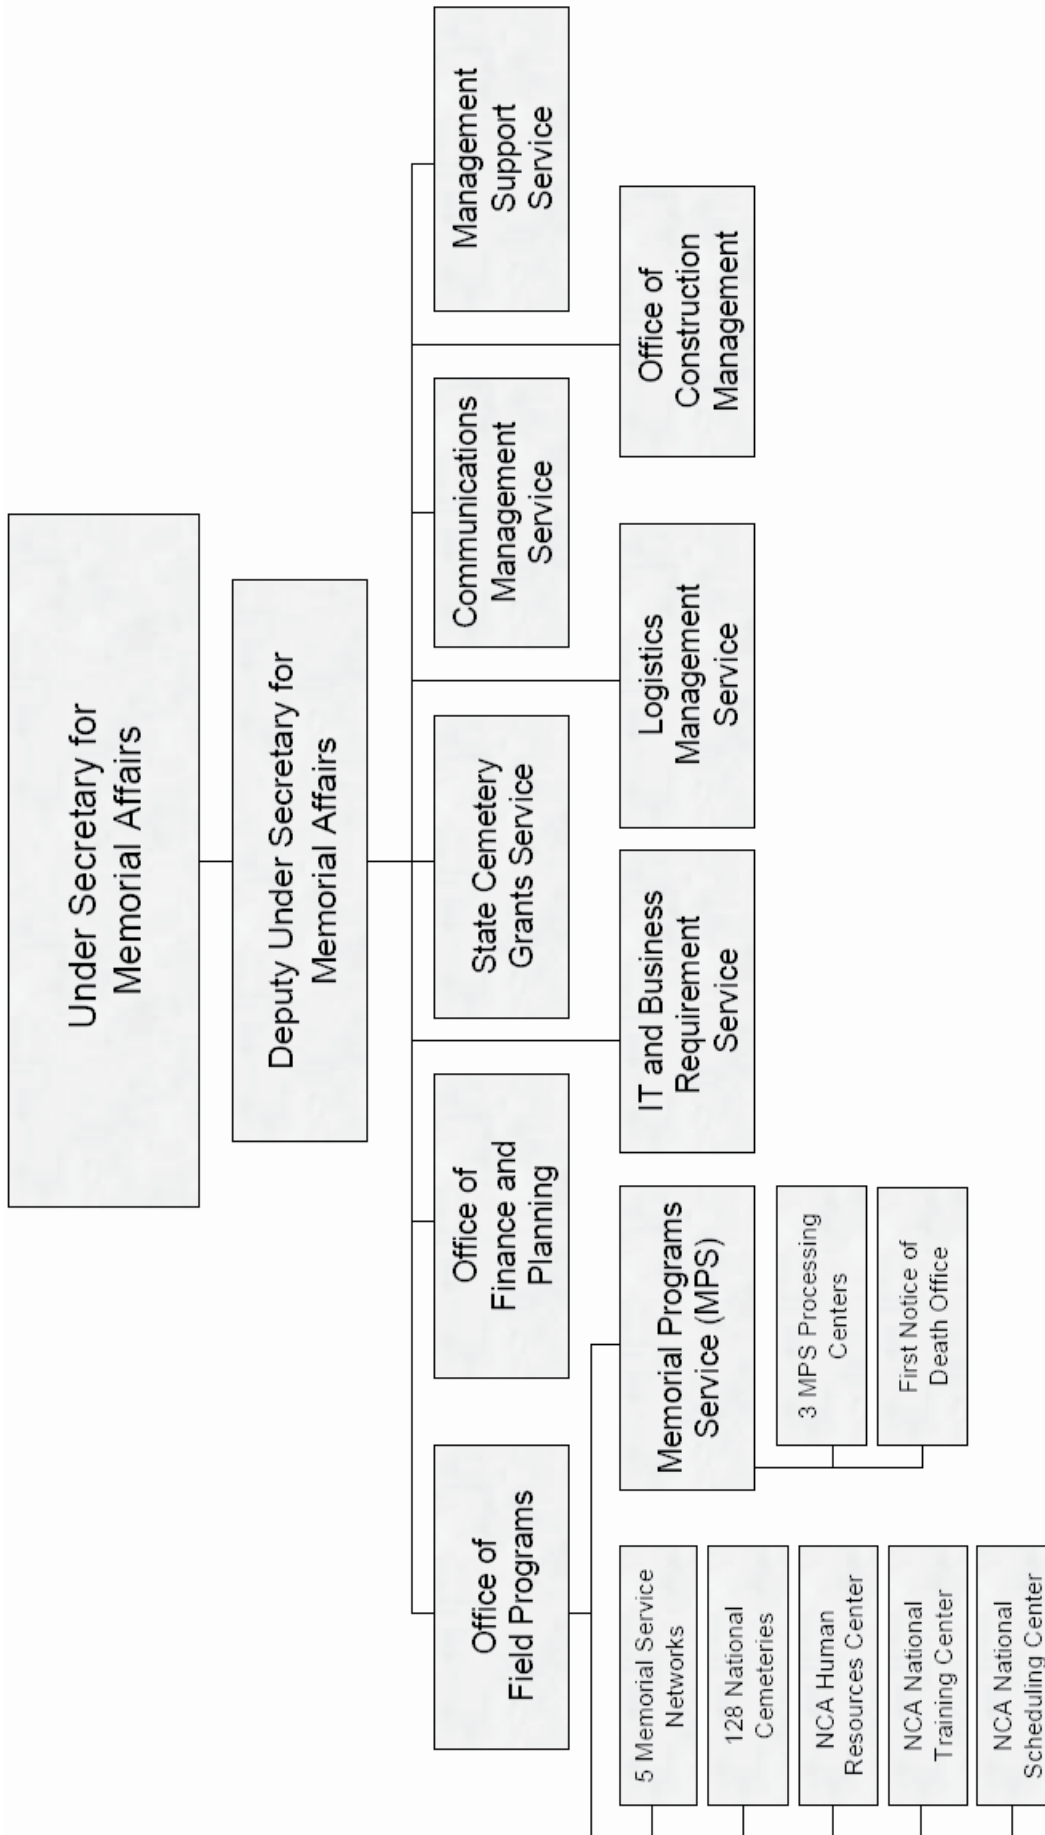 Under Secretary for
Memorial Affairs
Deputy Under Secretary for
Memorial Affairs
Office of
Field Programs
Office of
Finance and
Planning
State Cemetery
Grants Service
Communications
Management
Service
Management
Support
Service
5 Memorial Service
Networks
128 National
Cemeteries
NCA Human
Resources Center
NCA National
Training Center
NCA National
Scheduling Center
Memorial Programs
Service (MPS)
3 MPS Processing
Centers
First Notice of
Death Office
IT and Business
Requirement
Service
Logistics
Management
Service
Office of
Construction
Management